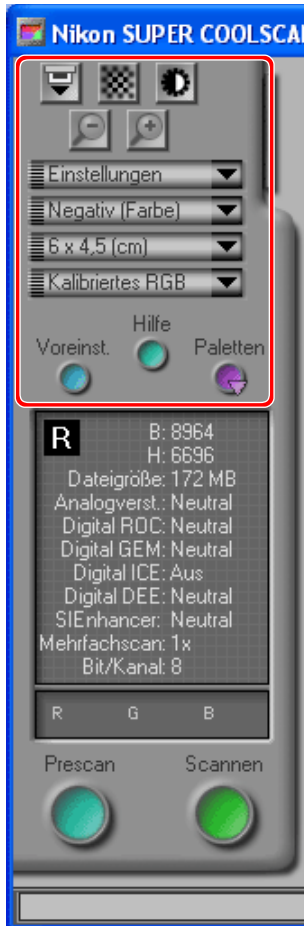 Nikon SUPER COOLSCA
Einstellungen
Negativ (Farbe)
6 x 4,5 (cm)
Kalibriertes RGB
Hilfe
Voreinst. Paletten
R B: 8964
H: 6696
Dateigröße: 172 MB
Analogverst.: Neutral
Digital ROC: Neutral
Digital GEM: Neutral
Digital ICE: Aus
Digital DEE: Neutral
SIEnhancer: Neutral
Mehrfachscan: 1x
Bit/Kanal: 8
R G B
Prescan Scannen